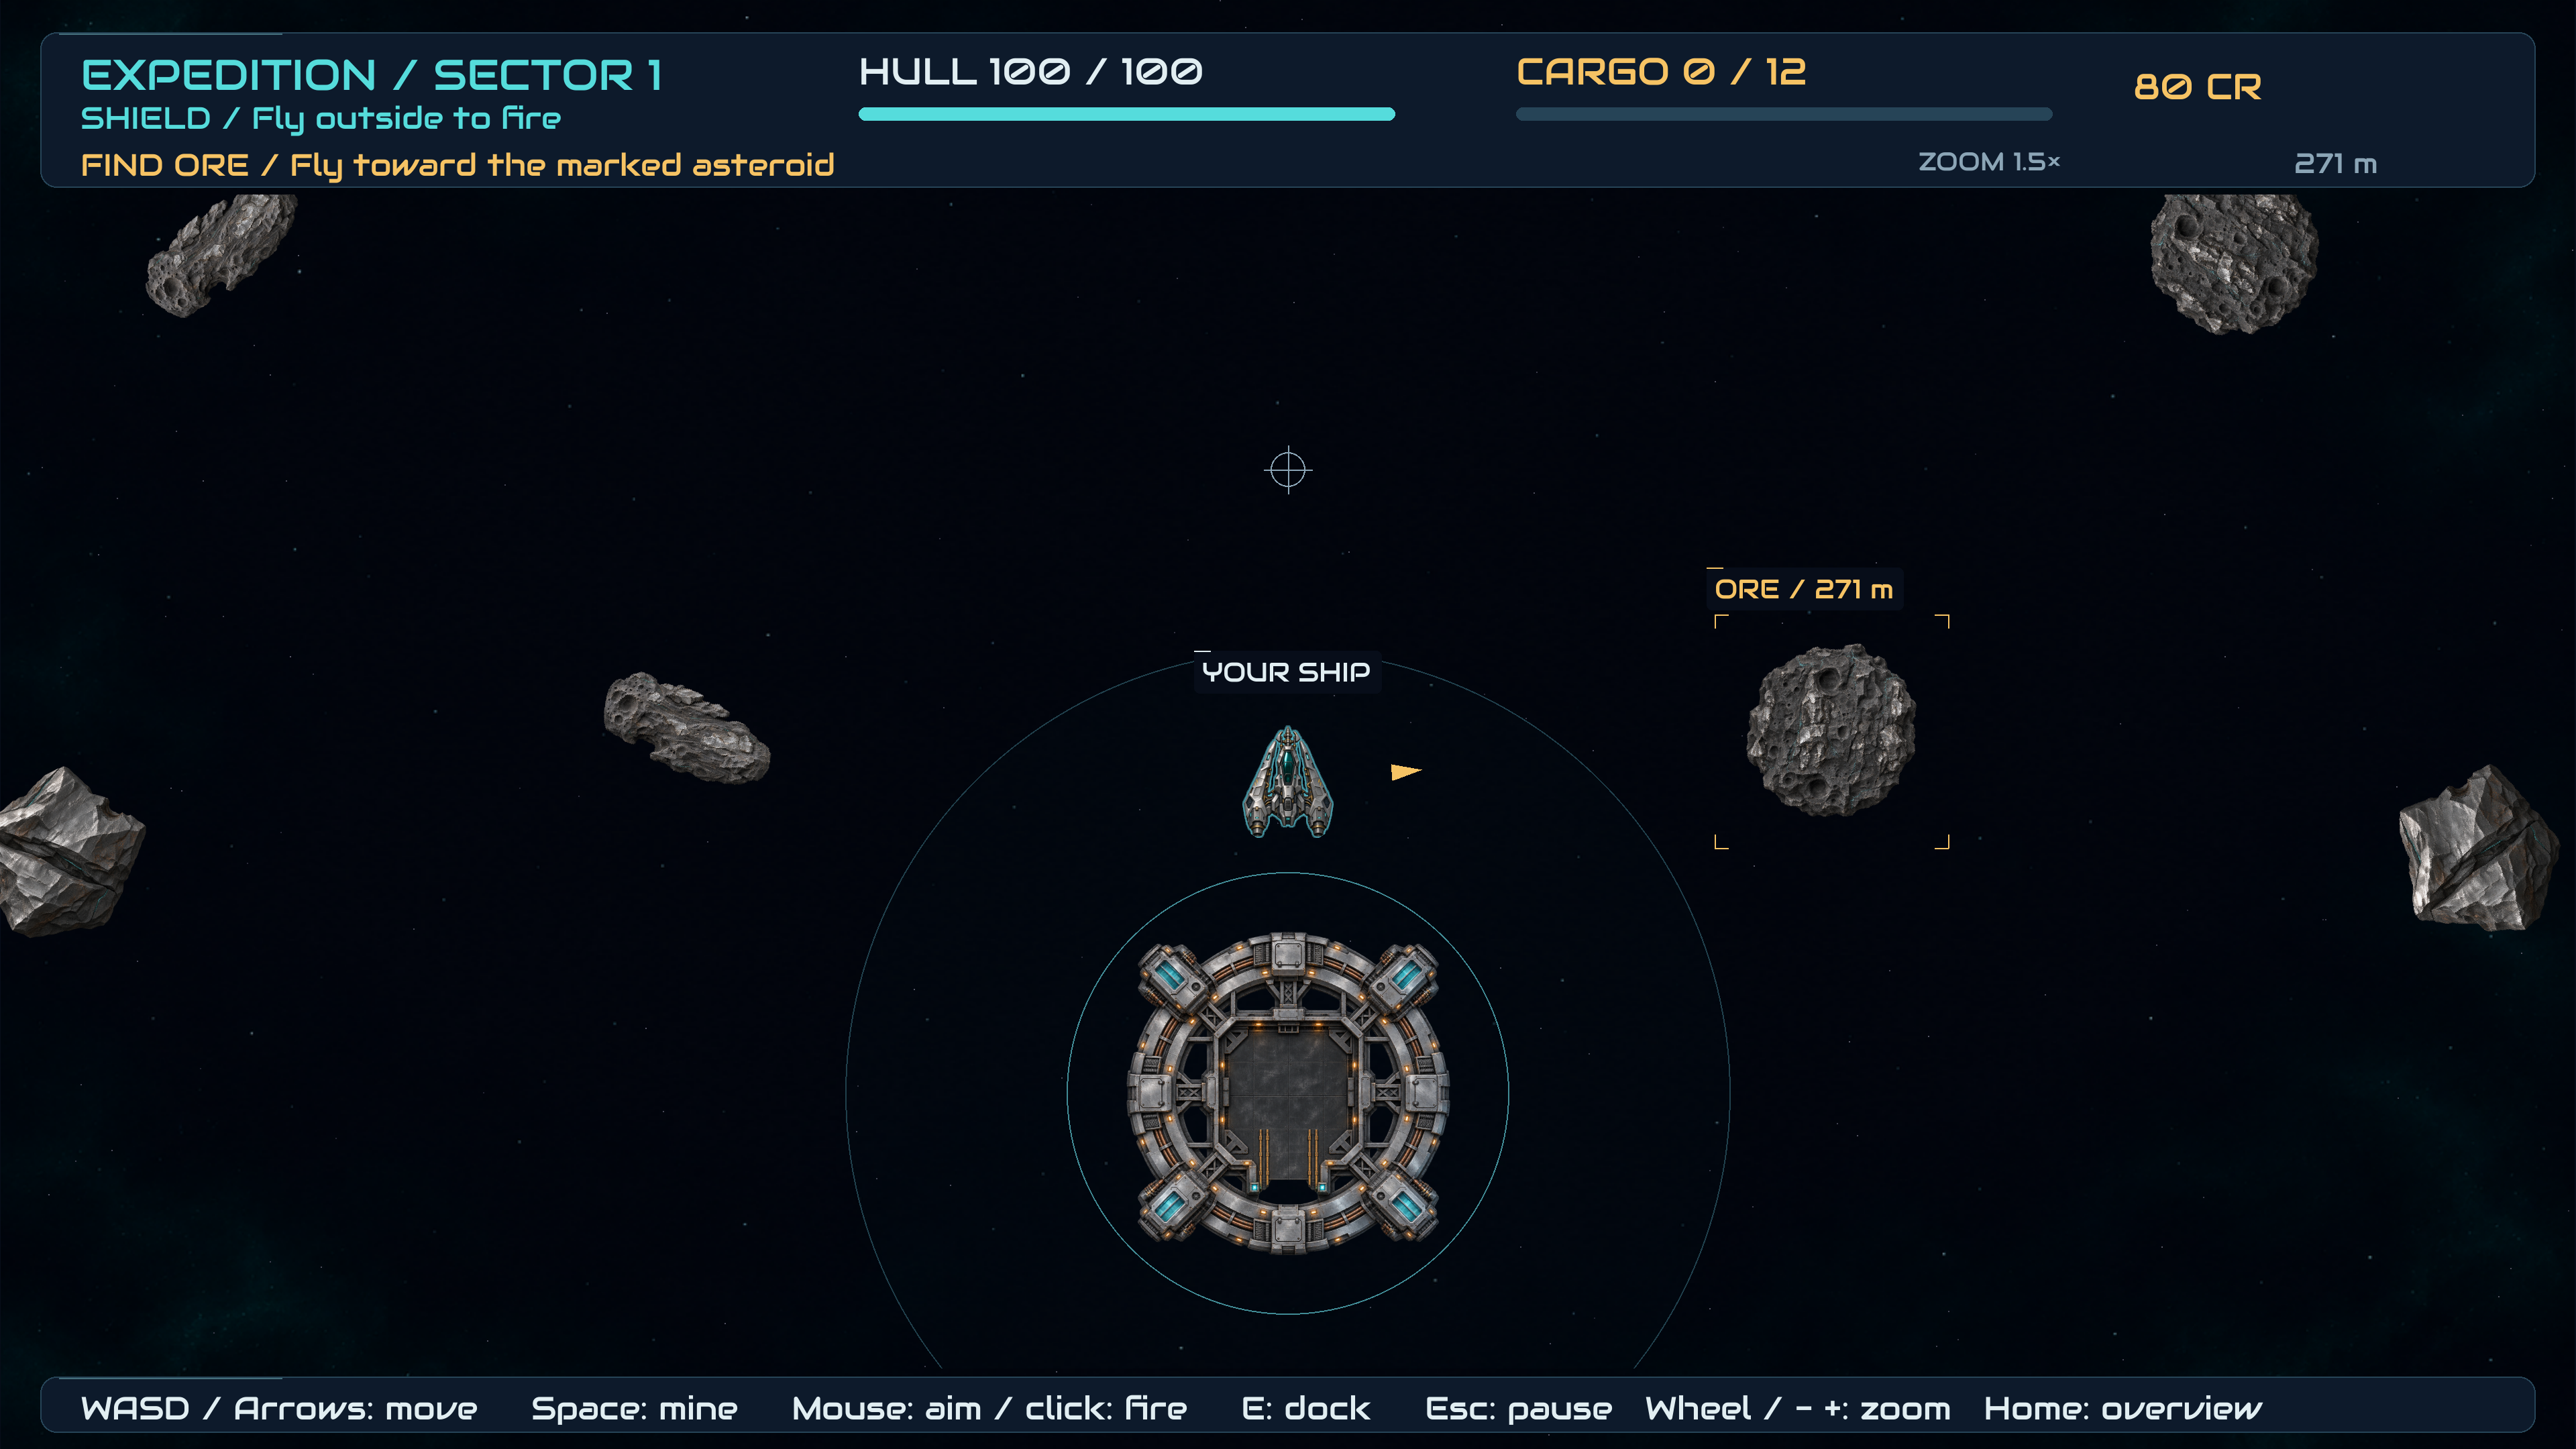 EXPEDITION / SECTOR 1
HULL 100 / 100
CARGO 0 / 12
80 CR
SHIELD / Fly outside to fire
FIND ORE / Fly toward the marked asteroid
ZOOM 1.5×
271 m
ORE / 271 m
YOUR SHIP
WASD / Arrows: move Space: mine Mouse: aim / click: fire E: dock Esc: pause Wheel / - +: zoom Home: overview